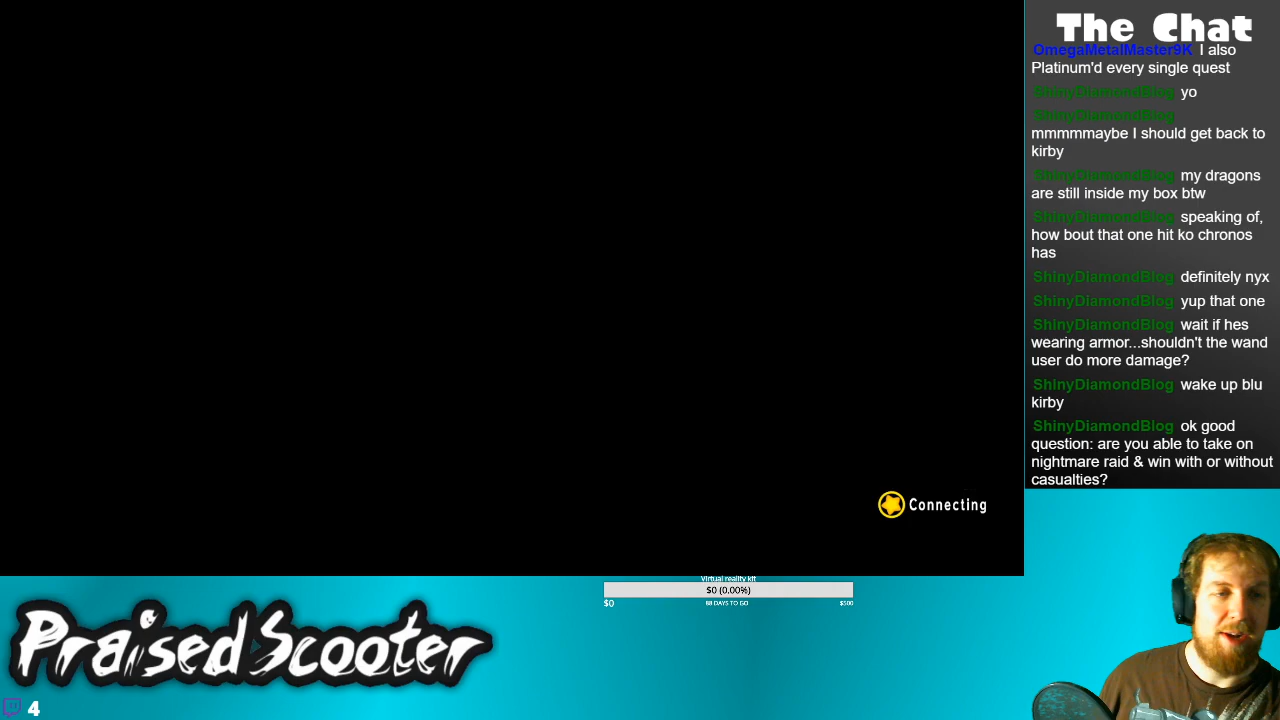 The Chat
OmegaMetalMaster9K I also
Platinum'd every single quest
ShinyDiamondBlog yo
ShinyDiamondBlog
mmmmmaybe I should get back to
kirby
ShinyDiamondBlog my dragons
are still inside my box btw
ShinyDiamondBlog speaking of,
how bout that one hit ko chronos
has
ShinyDiamondBlog definitely nyx
ShinyDiamondBlog yup that one
ShinyDiamondBlog wait if hes
wearing armor...shouldn't the wand
user do more damage?
ShinyDiamondBlog wake up blu
kirby
ShinyDiamondBlog ok good
question: are you able to take on
nightmare raid & win with or without
casualties?
Connecting
Virtual reality kit
$0 (0.00%)
$0 88 DAYS TO GO $500
PraisedScooter
4